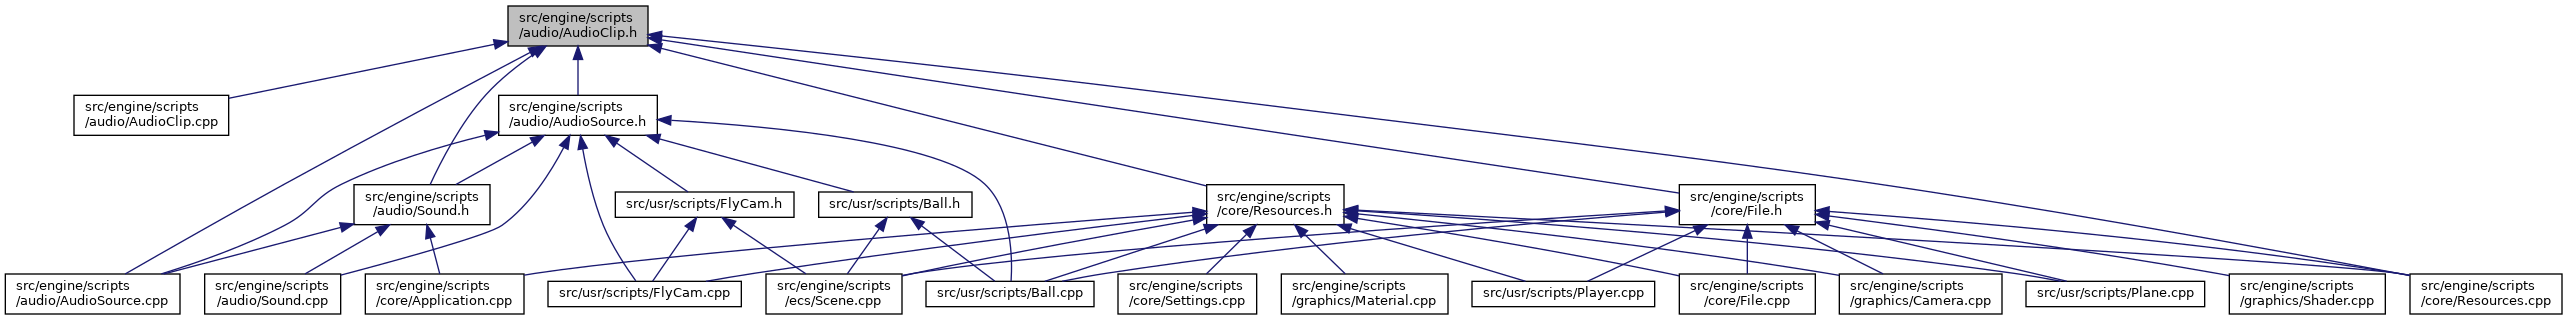 src/engine/scripts
/audio/AudioClip.h
src/engine/scripts
/audio/AudioClip.cpp
src/engine/scripts
/audio/AudioSource.h
src/engine/scripts
/audio/Sound.h
src/usr/scripts/FlyCam.h
src/usr/scripts/Ball.h
src/engine/scripts
/core/Resources.h
src/engine/scripts
/core/File.h
src/engine/scripts
/audio/AudioSource.cpp
src/engine/scripts
/audio/Sound.cpp
src/engine/scripts
/core/Application.cpp
src/usr/scripts/FlyCam.cpp
src/engine/scripts
/ecs/Scene.cpp
src/usr/scripts/Ball.cpp
src/engine/scripts
/core/Settings.cpp
src/engine/scripts
/graphics/Material.cpp
src/usr/scripts/Player.cpp
src/engine/scripts
/core/File.cpp
src/engine/scripts
/graphics/Camera.cpp
src/usr/scripts/Plane.cpp
src/engine/scripts
/graphics/Shader.cpp
src/engine/scripts
/core/Resources.cpp